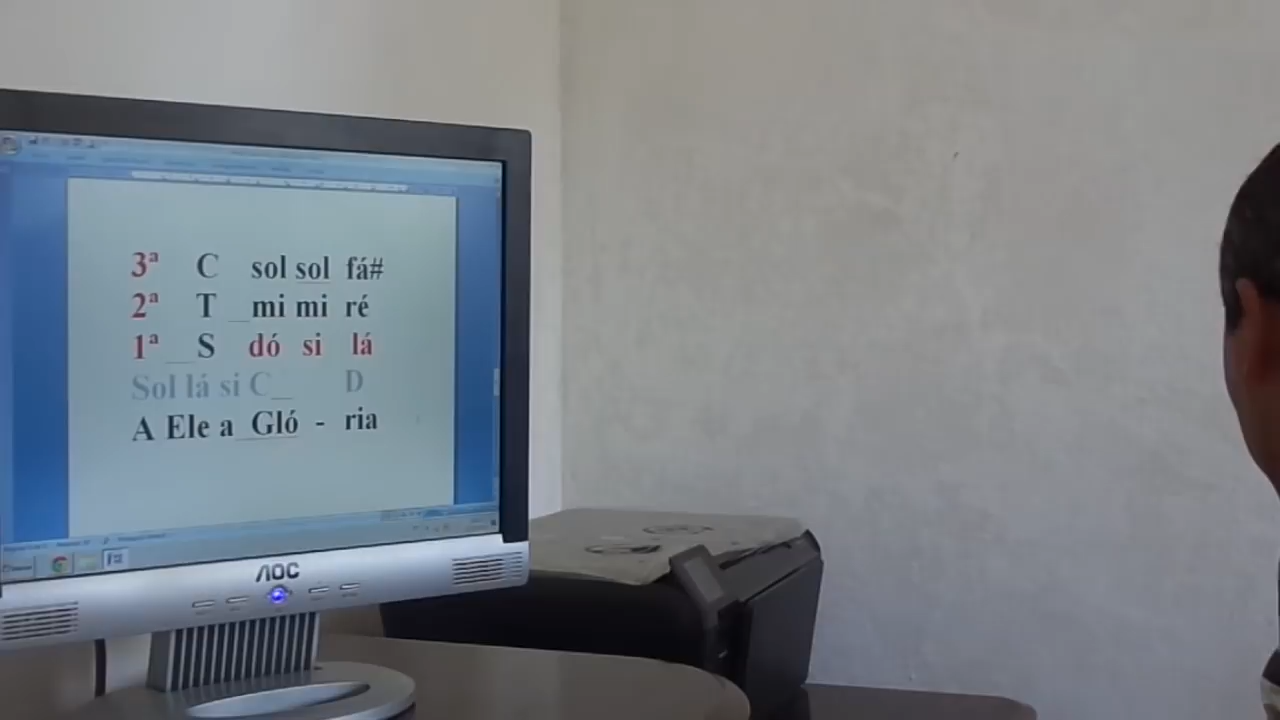 3ª C sol sol fá#
2ª T mi mi ré
1ª S dó si lá
Sol lá si C D
A Ele a Gló - ria
AOC